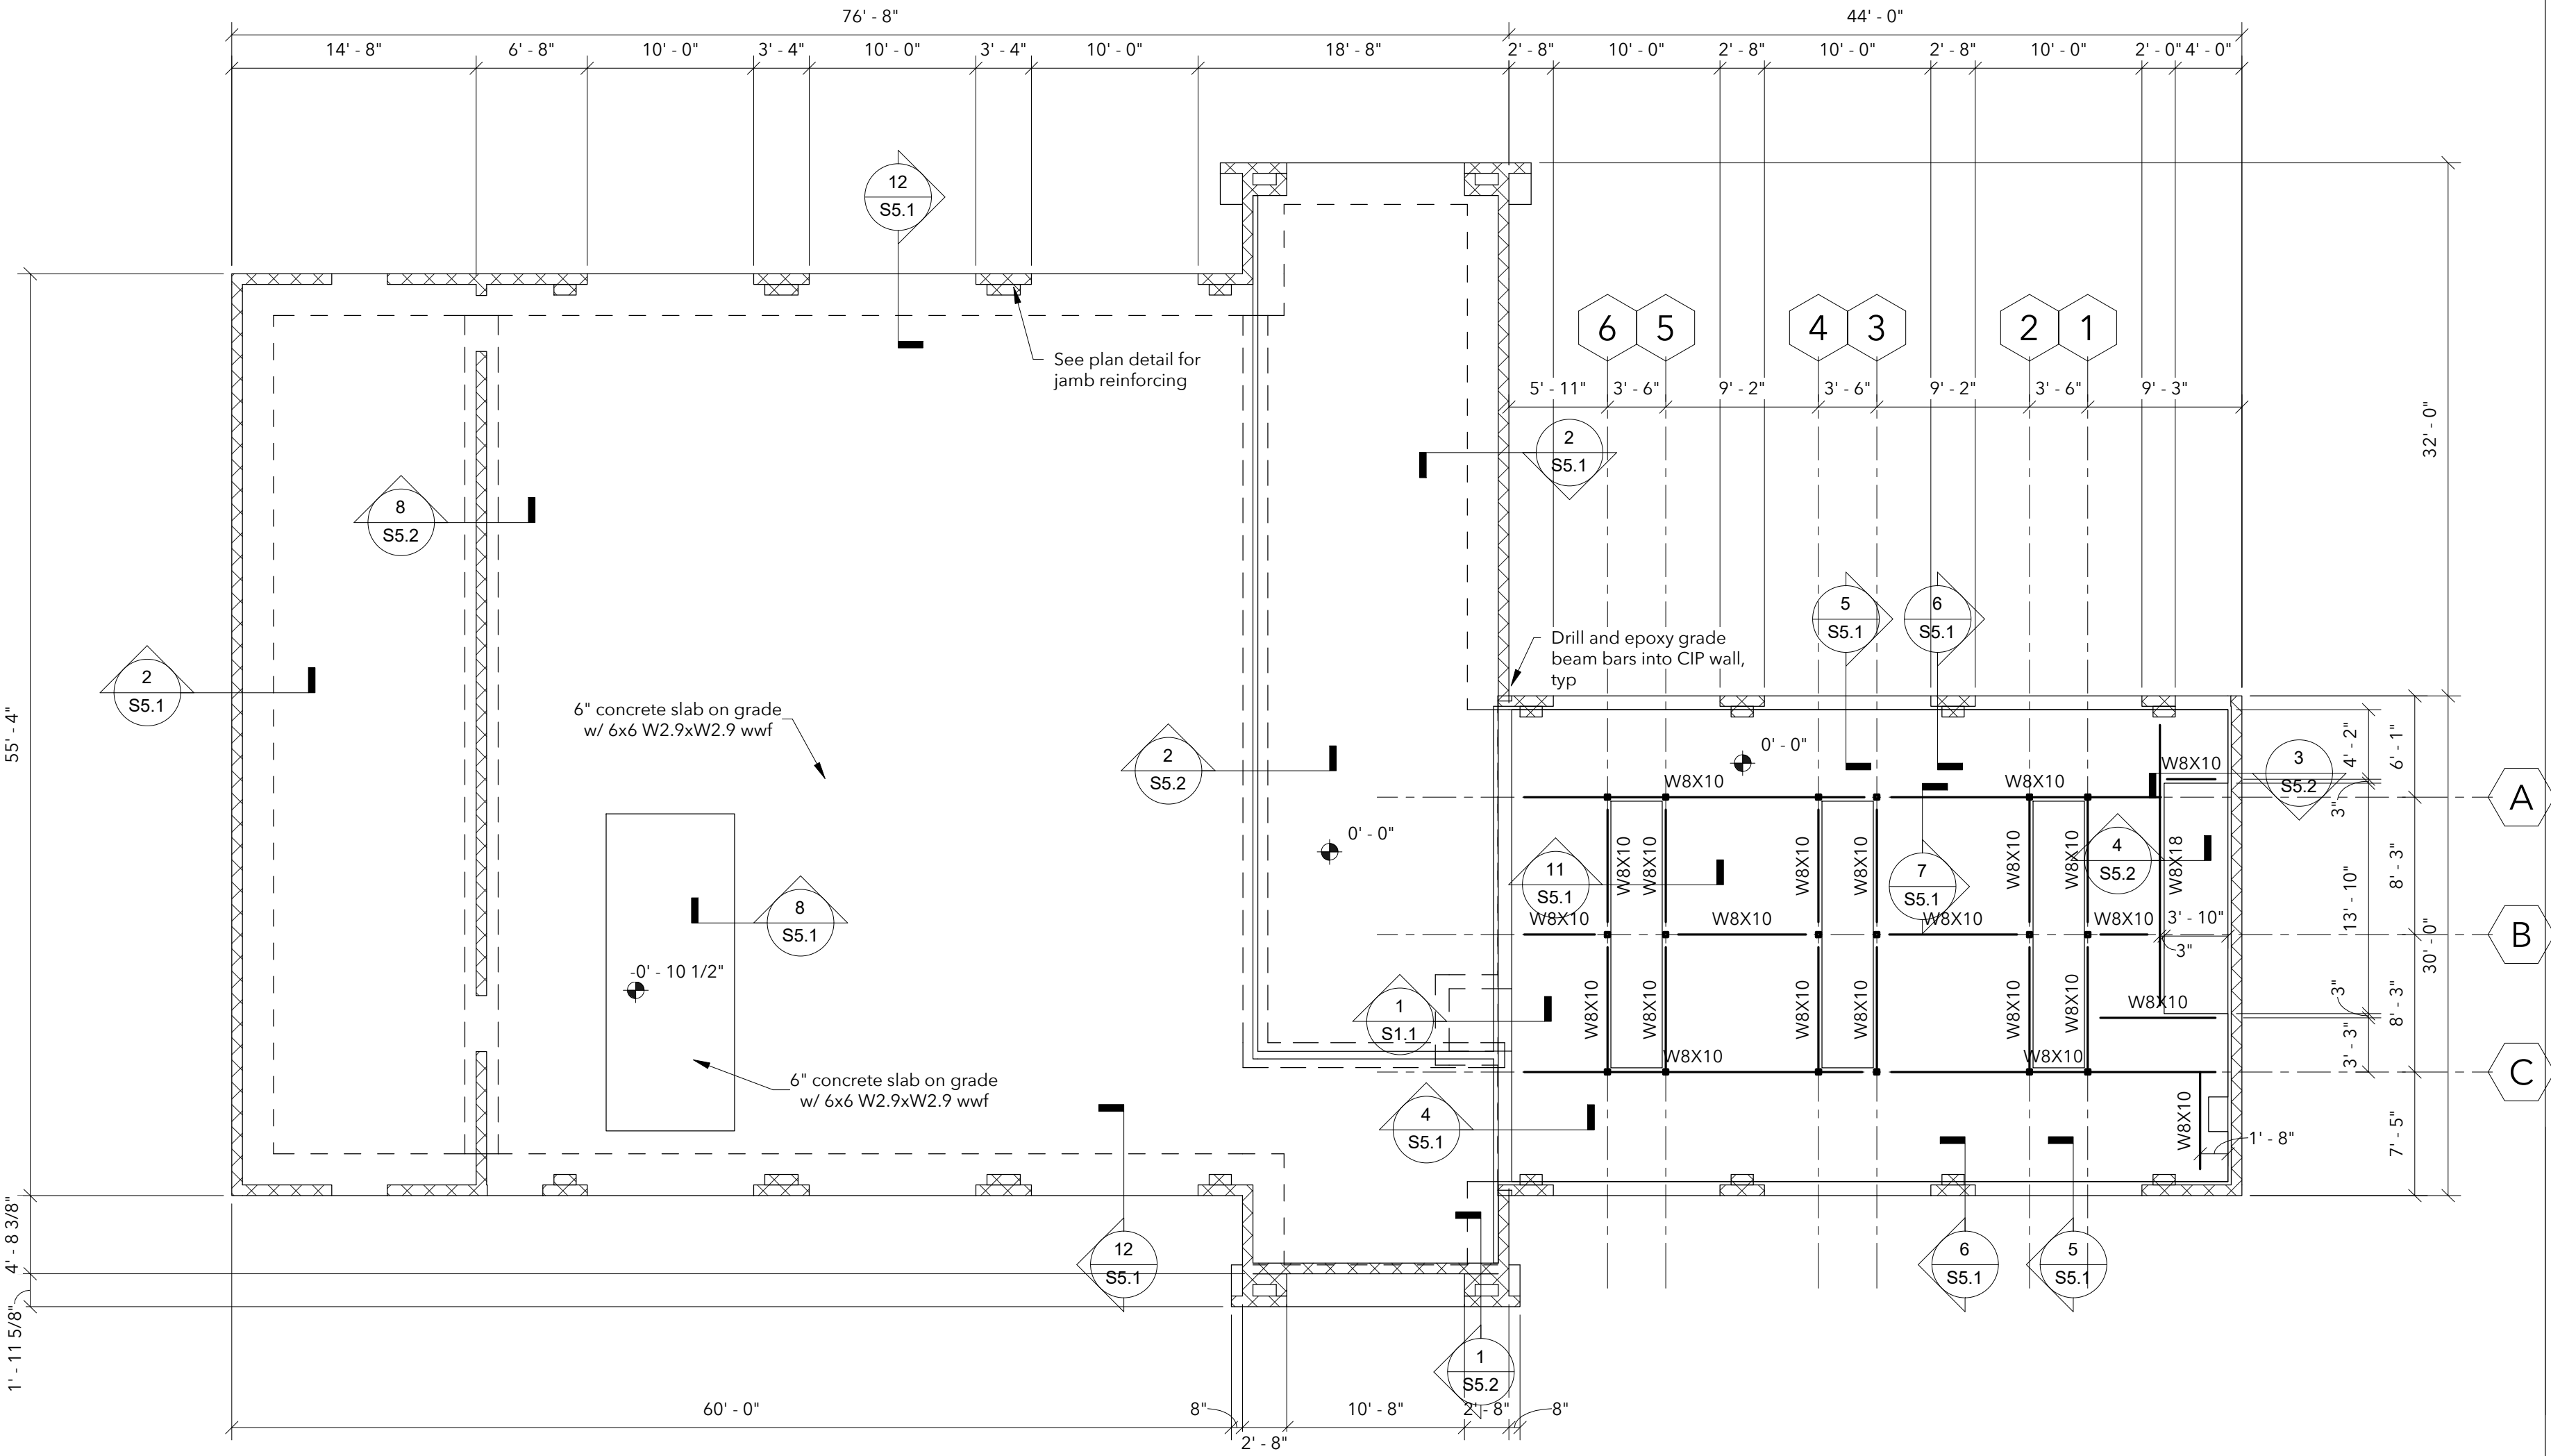 76' - 8"
44' - 0"
14' - 8"
6' - 8"
10' - 0"
3' - 4"
10' - 0"
3' - 4"
10' - 0"
18' - 8"
2' - 8"
10' - 0"
2' - 8"
10' - 0"
2' - 8"
10' - 0"
2' - 0"
4' - 0"
12
S5.1
6
5
4
3
2
1
See plan detail for
jamb reinforcing
5' - 11"
3' - 6"
9' - 2"
3' - 6"
9' - 2"
3' - 6"
9' - 3"
32' - 0"
2
S5.1
8
S5.2
5
S5.1
6
S5.1
Drill and epoxy grade
beam bars into CIP wall,
typ
2
S5.1
55' - 4"
6" concrete slab on grade
w/ 6x6 W2.9xW2.9 wwf
2
S5.2
0' - 0"
4' - 2"
6' - 1"
W8X10
W8X10
W8X10
3
S5.2
3"
A
0' - 0"
11
S5.1
W8X10
W8X10
W8X10
W8X10
7
S5.1
W8X10
W8X10
4
S5.2
W8X18
13' - 10"
8' - 3"
8
S5.1
W8X10
W8X10
W8X10
W8X10
3' - 10"
3"
B
30' - 0"
-0' - 10 1/2"
1
S1.1
W8X10
W8X10
W8X10
W8X10
W8X10
W8X10
W8X10
3"
8' - 3"
3' - 3"
W8X10
W8X10
C
6" concrete slab on grade
w/ 6x6 W2.9xW2.9 wwf
4
S5.1
W8X10
1' - 8"
7' - 5"
4' - 8 3/8"
1' - 11 5/8"
12
S5.1
6
S5.1
5
S5.1
1
S5.2
60' - 0"
8"
2' - 8"
10' - 8"
2' - 8"
8"